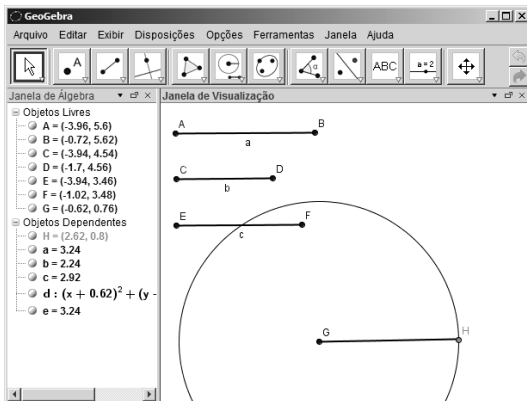 GeoGebra
Arquivo Editar Exibir Disposições Opções Ferramentas Janela Ajuda
A α ABC a = 2
Janela de Álgebra
Janela de Visualização
Objetos Livres
A = (-3.96, 5.6)
B = (-0.72, 5.62)
C = (-3.94, 4.54)
D = (-1.7, 4.56)
E = (-3.94, 3.46)
F = (-1.02, 3.48)
G = (-0.62, 0.76)
Objetos Dependentes
H = (2.62, 0.8)
a = 3.24
b = 2.24
c = 2.92
d : (x + 0.62)² + (y -
e = 3.24
A B
a
C D
b
E F
c
G H